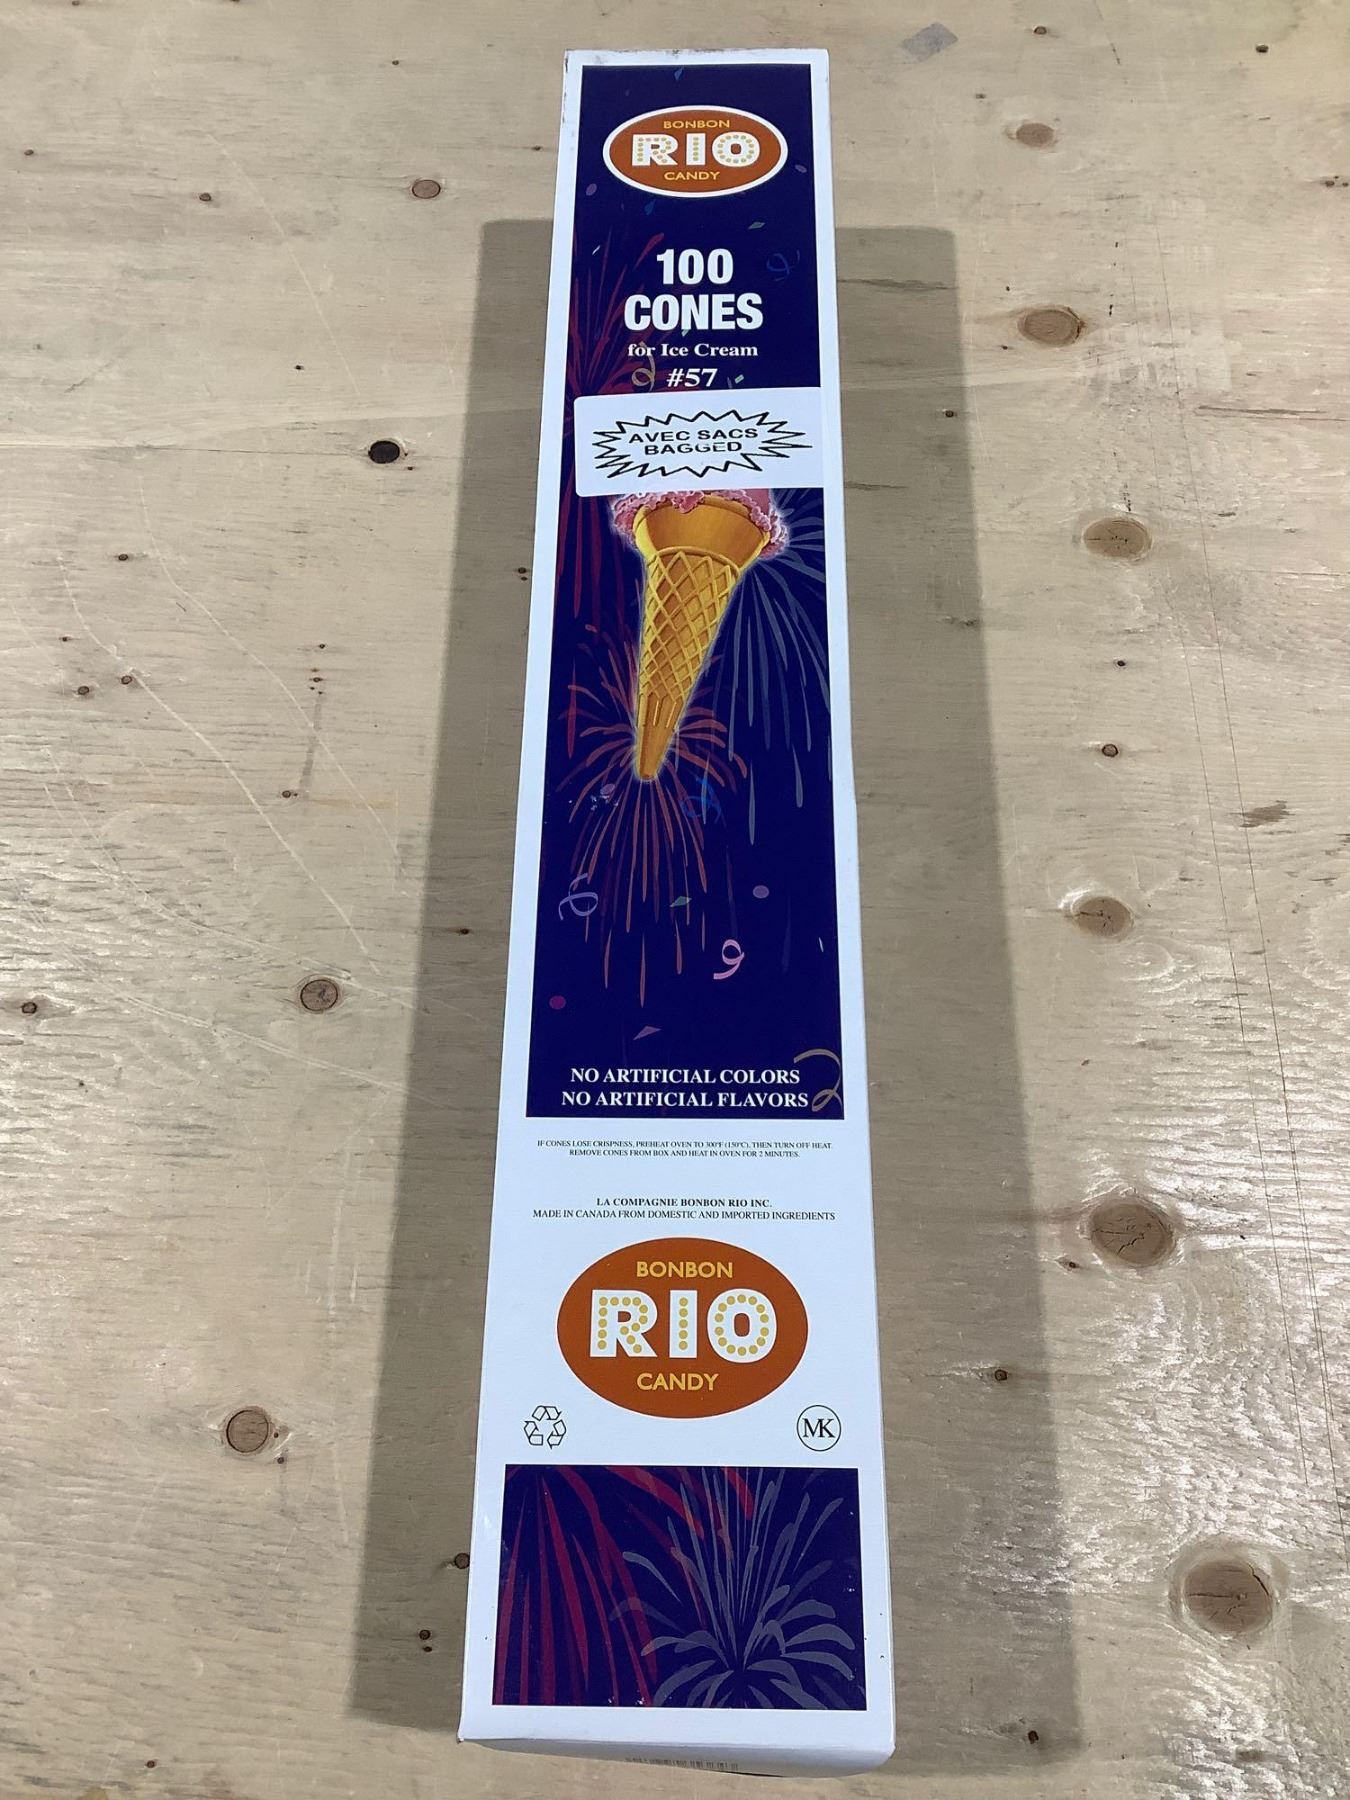 BONBON
RIO
CANDY
100
CONES
for Ice Cream
#57
AVEC SACS
BAGGED
NO ARTIFICIAL COLORS
NO ARTIFICIAL FLAVORS
IF CONES LOSE CRISPNESS, PREHEAT OVEN TO 300°F (150°C), THEN TURN OFF HEAT.
REMOVE CONES FROM BOX AND HEAT IN OVEN FOR 2 MINUTES.
LA COMPAGNIE BONBON RIO INC.
MADE IN CANADA FROM DOMESTIC AND IMPORTED INGREDIENTS
BONBON
RIO
CANDY
MK